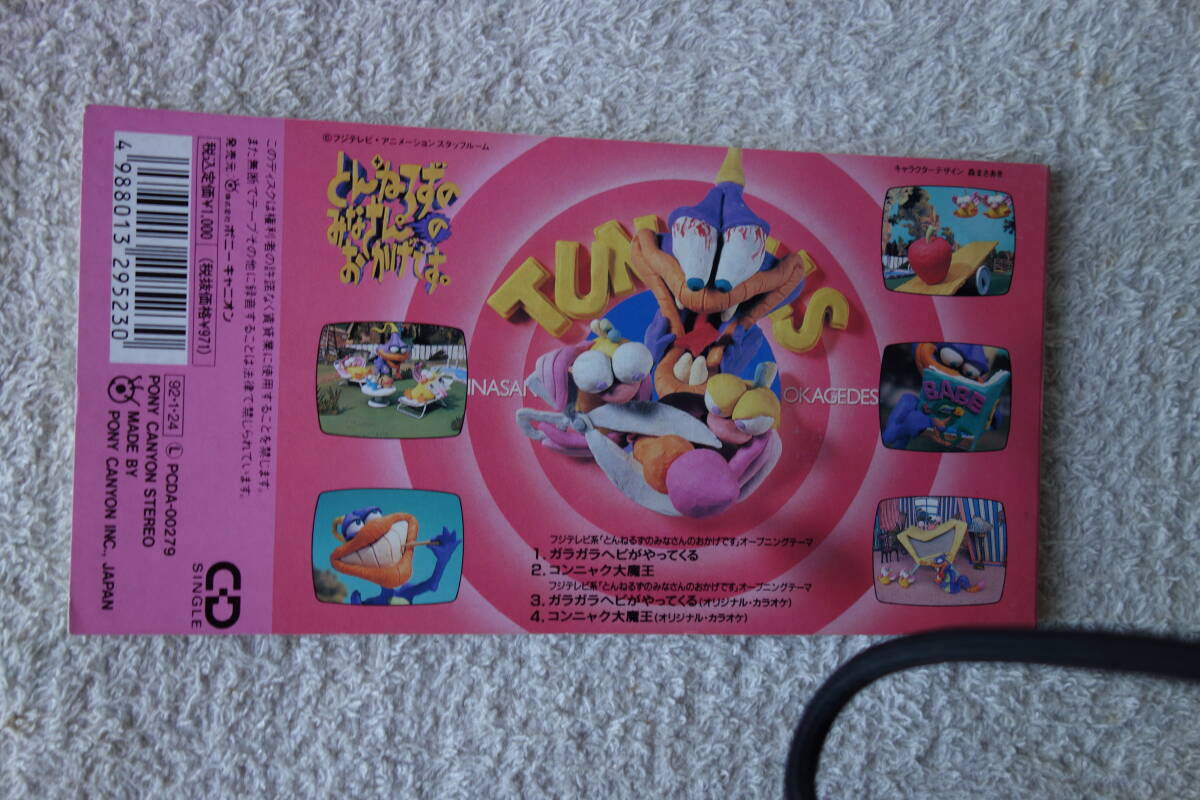 ©フジテレビ・アニメーション スタッフルーム
とんねるずの
みなさんの
おかげです。
キャラクターデザイン 森まさあき
INASAN
OKAGEDES
BABE
フジテレビ系「とんねるずのみなさんのおかげです」オープニングテーマ
1. ガラガラヘビがやってくる
2. コンニャク大魔王
フジテレビ系「とんねるずのみなさんのおかげです」オープニングテーマ
3. ガラガラヘビがやってくる(オリジナル・カラオケ)
4. コンニャク大魔王(オリジナル・カラオケ)
このディスクは権利者の許諾なく賃貸業に使用することを禁じます。
また無断でテープその他に録音することは法律で禁じられています。
発売元 株式会社ポニーキャニオン
税込定価¥1,000 (税抜価格¥971)
4 988013 295230
92・1・24 Ⓛ PCDA-00279
PONY CANYON STEREO
MADE BY
PONY CANYON INC., JAPAN
CD
SINGLE